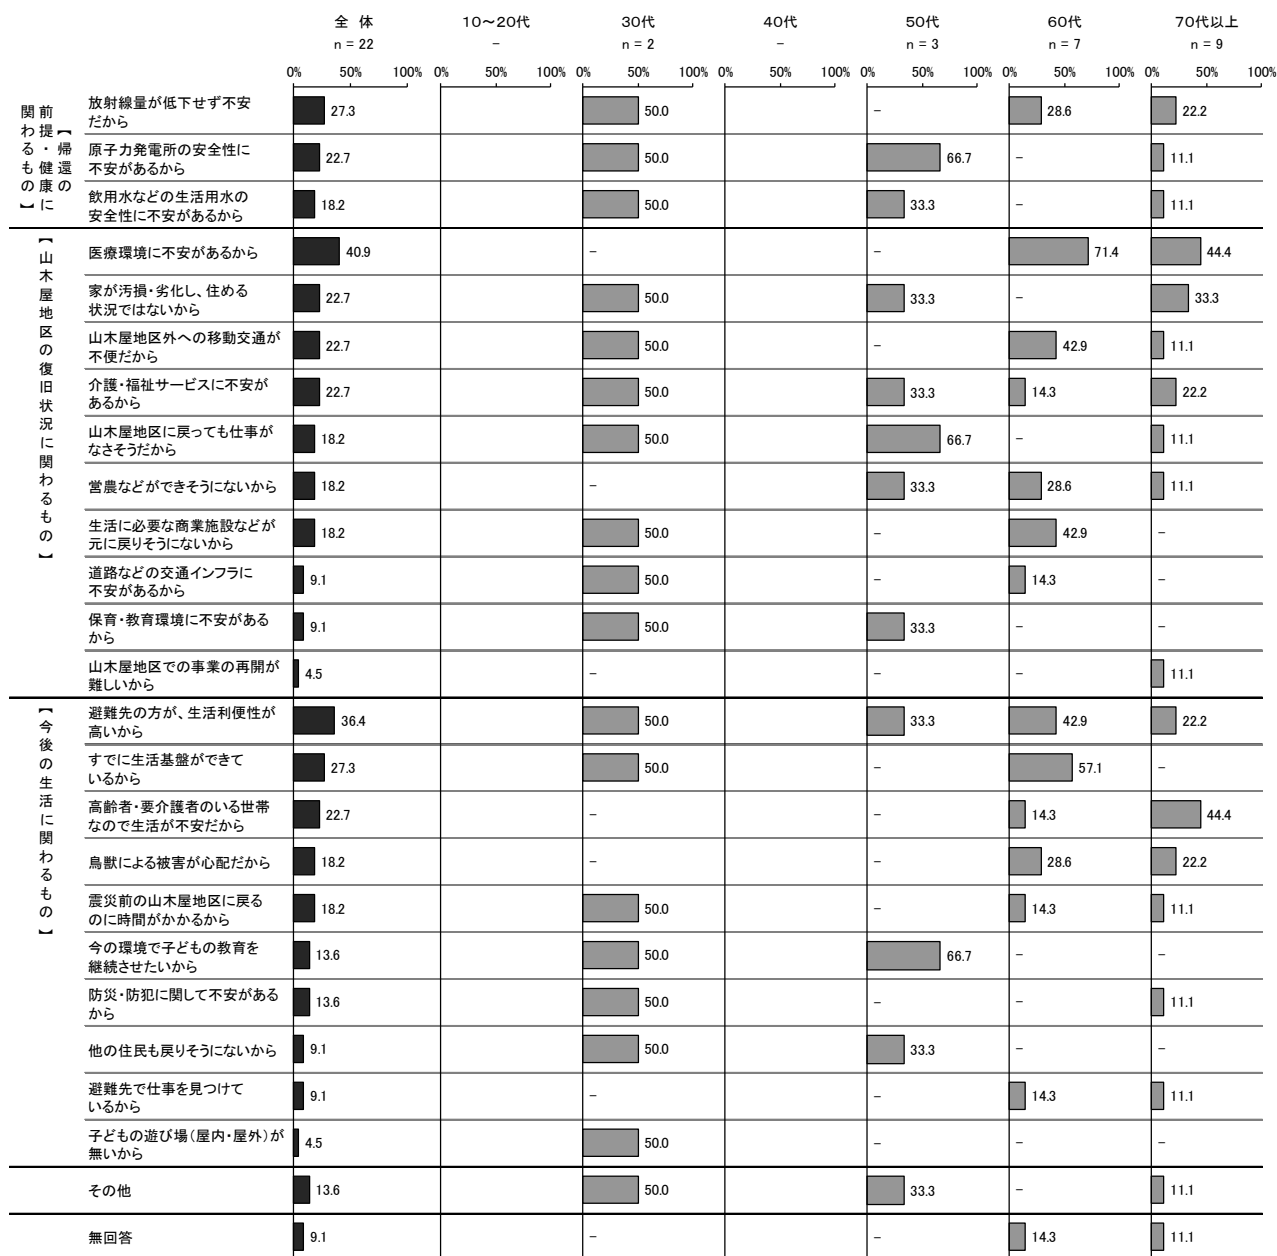 全 体 10～20代 30代 40代 50代 60代 70代以上
n = 22 － n = 2 － n = 3 n = 7 n = 9
0% 50% 100% 0% 50% 100% 0% 50% 100% 0% 50% 100% 0% 50% 100% 0% 50% 100% 0% 50% 100%
【帰還の
前提・健康に
関わるもの】
放射線量が低下せず不安
だから
27.3 50.0 － 28.6 22.2
原子力発電所の安全性に
不安があるから
22.7 50.0 66.7 － 11.1
飲用水などの生活用水の
安全性に不安があるから
18.2 50.0 33.3 － 11.1
【山木屋地区の復旧状況に関わるもの】
医療環境に不安があるから
40.9 － － 71.4 44.4
家が汚損・劣化し、住める
状況ではないから
22.7 50.0 33.3 － 33.3
山木屋地区外への移動交通が
不便だから
22.7 50.0 － 42.9 11.1
介護・福祉サービスに不安が
あるから
22.7 50.0 33.3 14.3 22.2
山木屋地区に戻っても仕事が
なさそうだから
18.2 50.0 66.7 － 11.1
営農などができそうにないから
18.2 － 33.3 28.6 11.1
生活に必要な商業施設などが
元に戻りそうにないから
18.2 50.0 － 42.9 －
道路などの交通インフラに
不安があるから
9.1 50.0 － 14.3 －
保育・教育環境に不安がある
から
9.1 50.0 33.3 － －
山木屋地区での事業の再開が
難しいから
4.5 － － － 11.1
【今後の生活に関わるもの】
避難先の方が、生活利便性が
高いから
36.4 50.0 33.3 42.9 22.2
すでに生活基盤ができて
いるから
27.3 50.0 － 57.1 －
高齢者・要介護者のいる世帯
なので生活が不安だから
22.7 － － 14.3 44.4
鳥獣による被害が心配だから
18.2 － － 28.6 22.2
震災前の山木屋地区に戻る
のに時間がかかるから
18.2 50.0 － 14.3 11.1
今の環境で子どもの教育を
継続させたいから
13.6 50.0 66.7 － －
防災・防犯に関して不安がある
から
13.6 50.0 － － 11.1
他の住民も戻りそうにないから
9.1 50.0 33.3 － －
避難先で仕事を見つけて
いるから
9.1 － － 14.3 11.1
子どもの遊び場（屋内・屋外）が
無いから
4.5 50.0 － － －
その他
13.6 50.0 33.3 － 11.1
無回答
9.1 － － 14.3 11.1